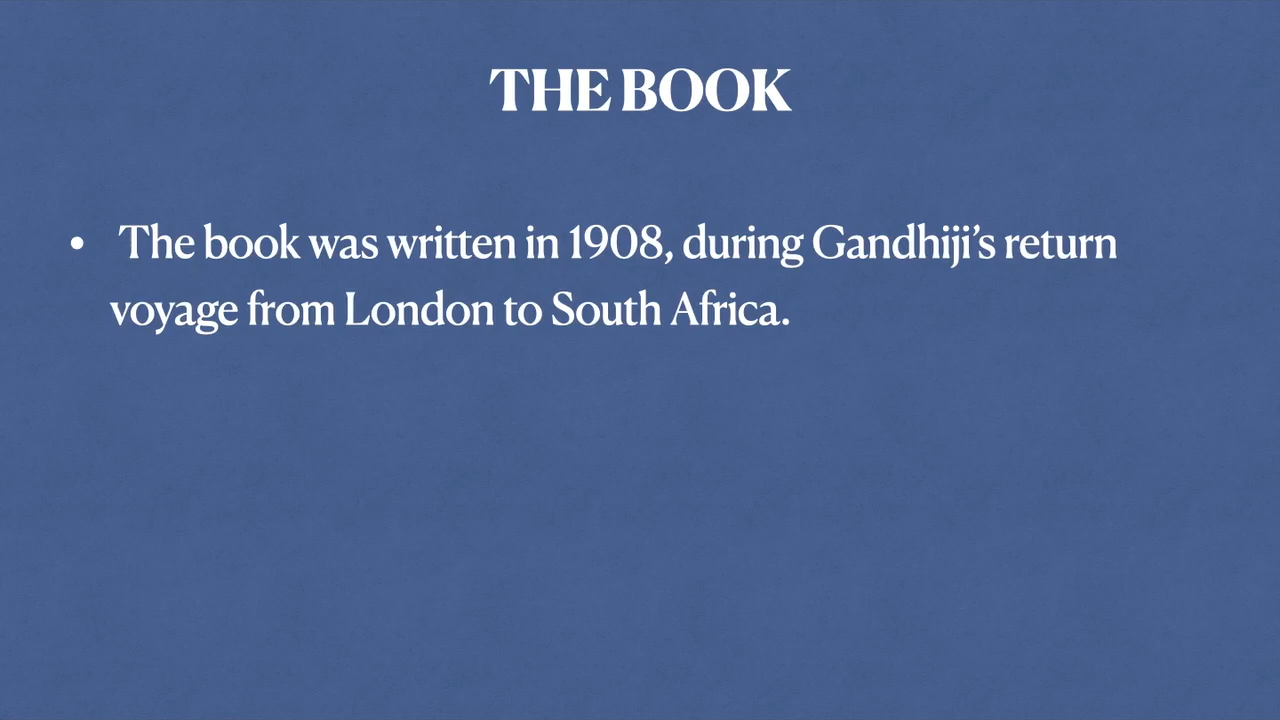 THE BOOK
• The book was written in 1908, during Gandhiji’s return
voyage from London to South Africa.